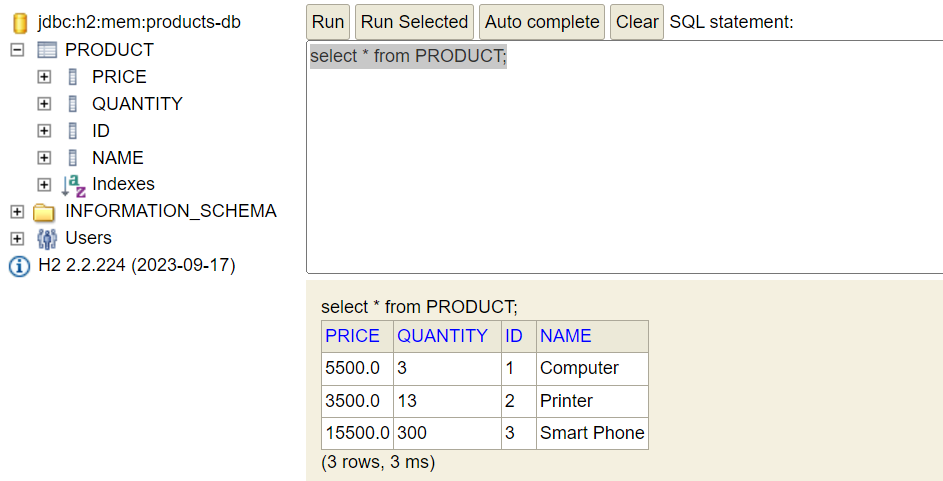 jdbc:h2:mem:products-db
PRODUCT
PRICE
QUANTITY
ID
NAME
Indexes
INFORMATION_SCHEMA
Users
H2 2.2.224 (2023-09-17)
Run Run Selected Auto complete Clear SQL statement:
select * from PRODUCT;
select * from PRODUCT;
PRICE QUANTITY ID NAME
5500.0 3 1 Computer
3500.0 13 2 Printer
15500.0 300 3 Smart Phone
(3 rows, 3 ms)